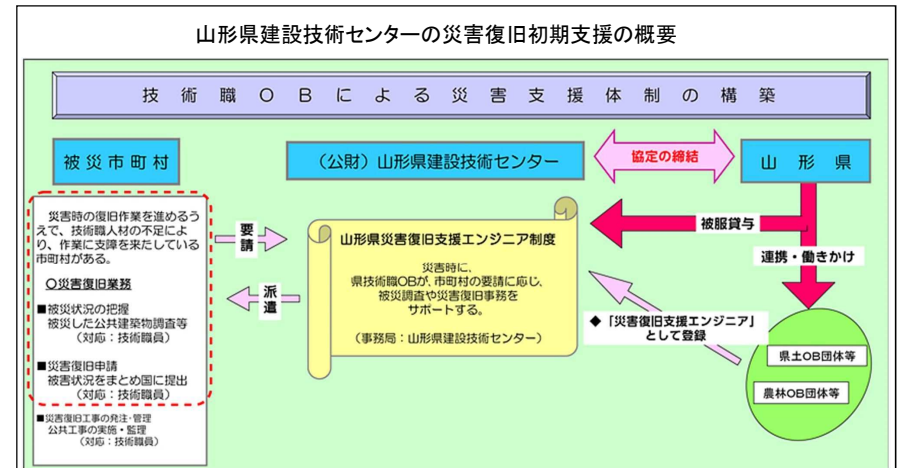 山形県建設技術センターの災害復旧初期支援の概要
技術職OBによる災害支援体制の構築
被災市町村
(公財)山形県建設技術センター
協定の締結
山形県
災害時の復旧作業を進めるう
えで、技術職人材の不足によ
り、作業に支障を来たしている
市町村がある。
〇災害復旧業務
■被災状況の把握
被災した公共建築物調査等
(対応:技術職員)
■災害復旧申請
被害状況をまとめ国に提出
(対応:技術職員)
■災害復旧工事の発注・管理
公共工事の実施・監理
(対応:技術職員)
要請
派遣
山形県災害復旧支援エンジニア制度
災害時に、
県技術職OBが、市町村の要請に応じ、
被災調査や災害復旧事務を
サポートする。
(事務局:山形県建設技術センター)
被服貸与
連携・働きかけ
◆「災害復旧支援エンジニア」
として登録
県土OB団体等
農林OB団体等